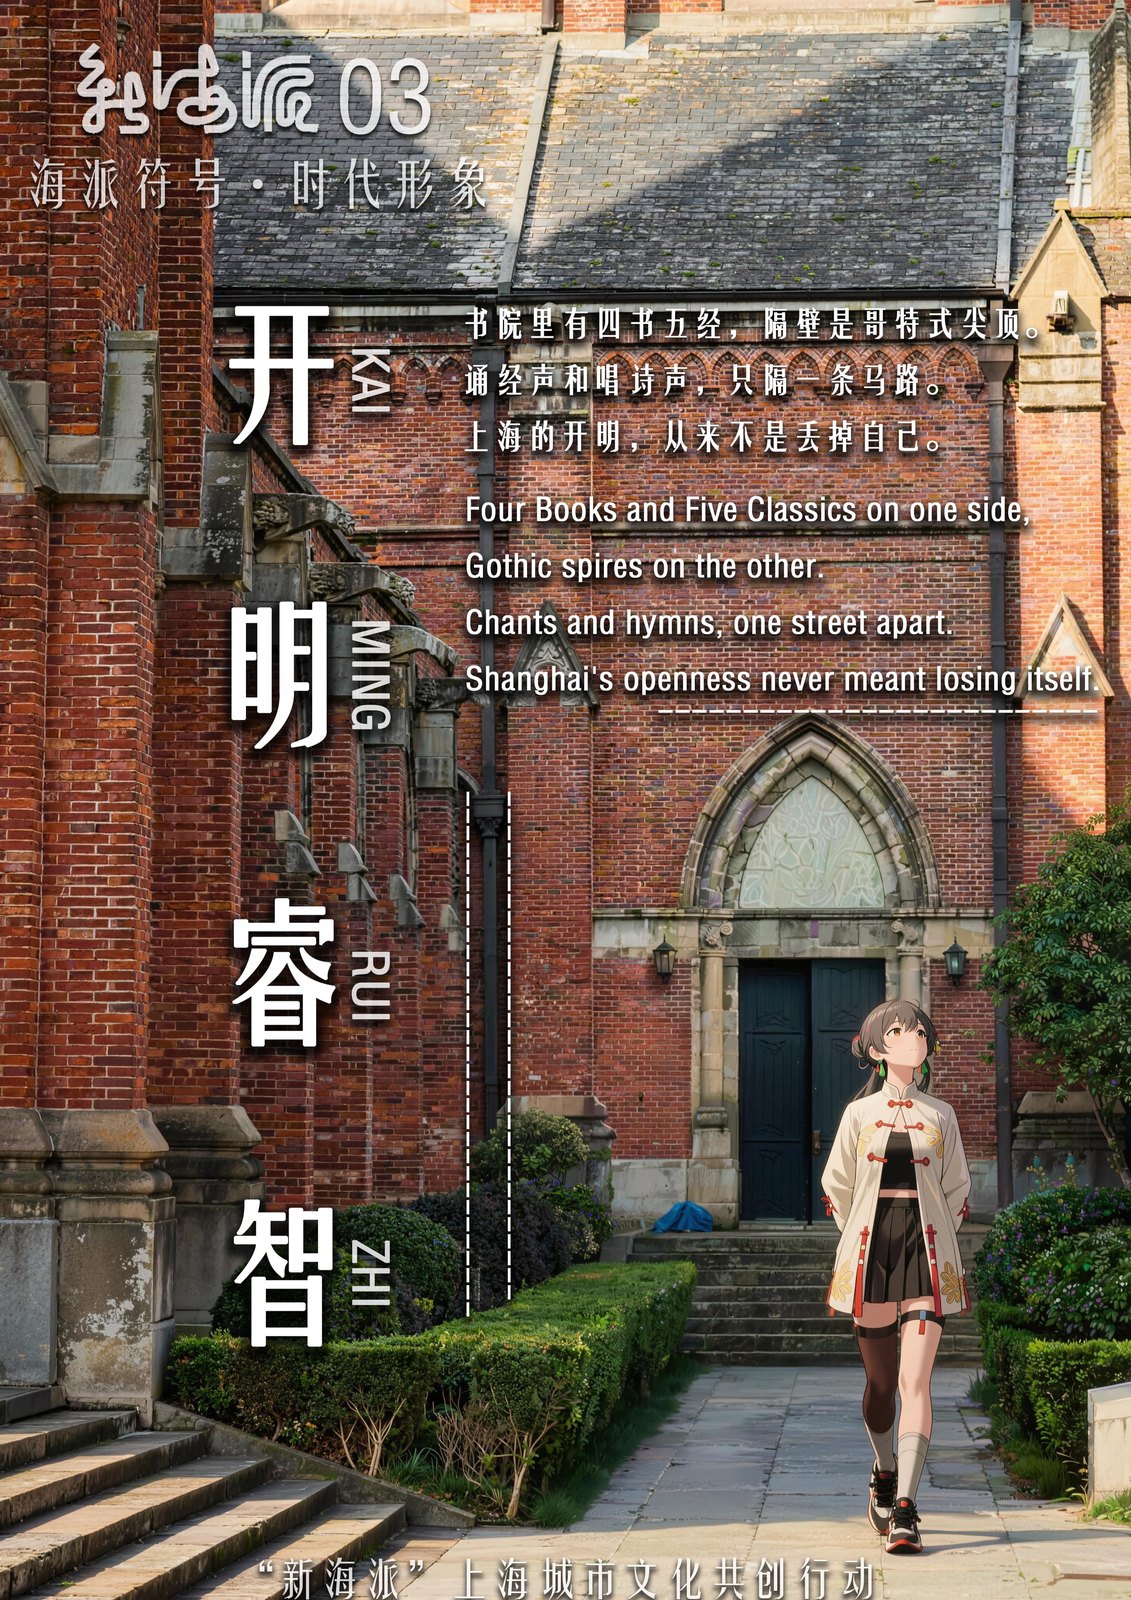 新海派03
海派符号·时代形象
开明睿智
KAI MING RUI ZHI
书院里有四书五经，隔壁是哥特式尖顶。
诵经声和唱诗声，只隔一条马路。
上海的开明，从来不是丢掉自己。
Four Books and Five Classics on one side,
Gothic spires on the other.
Chants and hymns, one street apart.
Shanghai's openness never meant losing itself.
“新海派”上海城市文化共创行动